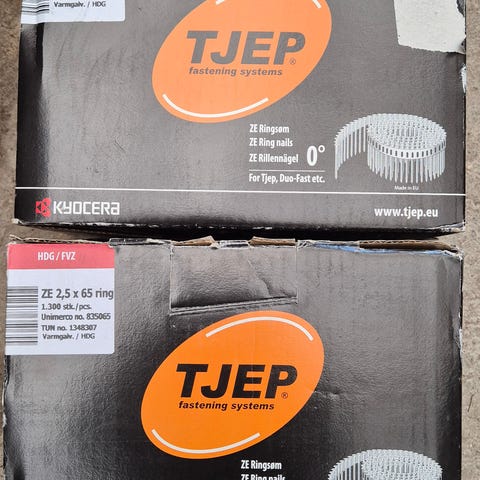 Varmgalv. / HDG
TJEP®
fastening systems
ZE Ringsøm
ZE Ring nails
ZE Rillennägel 0°
For Tjep, Duo-Fast etc.
Made in EU
KYOCERA
www.tjep.eu
HDG / FVZ
ZE 2,5 x 65 ring
1.300 stk./pcs.
Unimerco no. 835065
TUN no. 1348307
Varmgalv. / HDG
TJEP®
fastening systems
ZE Ringsøm
ZE Ring nails